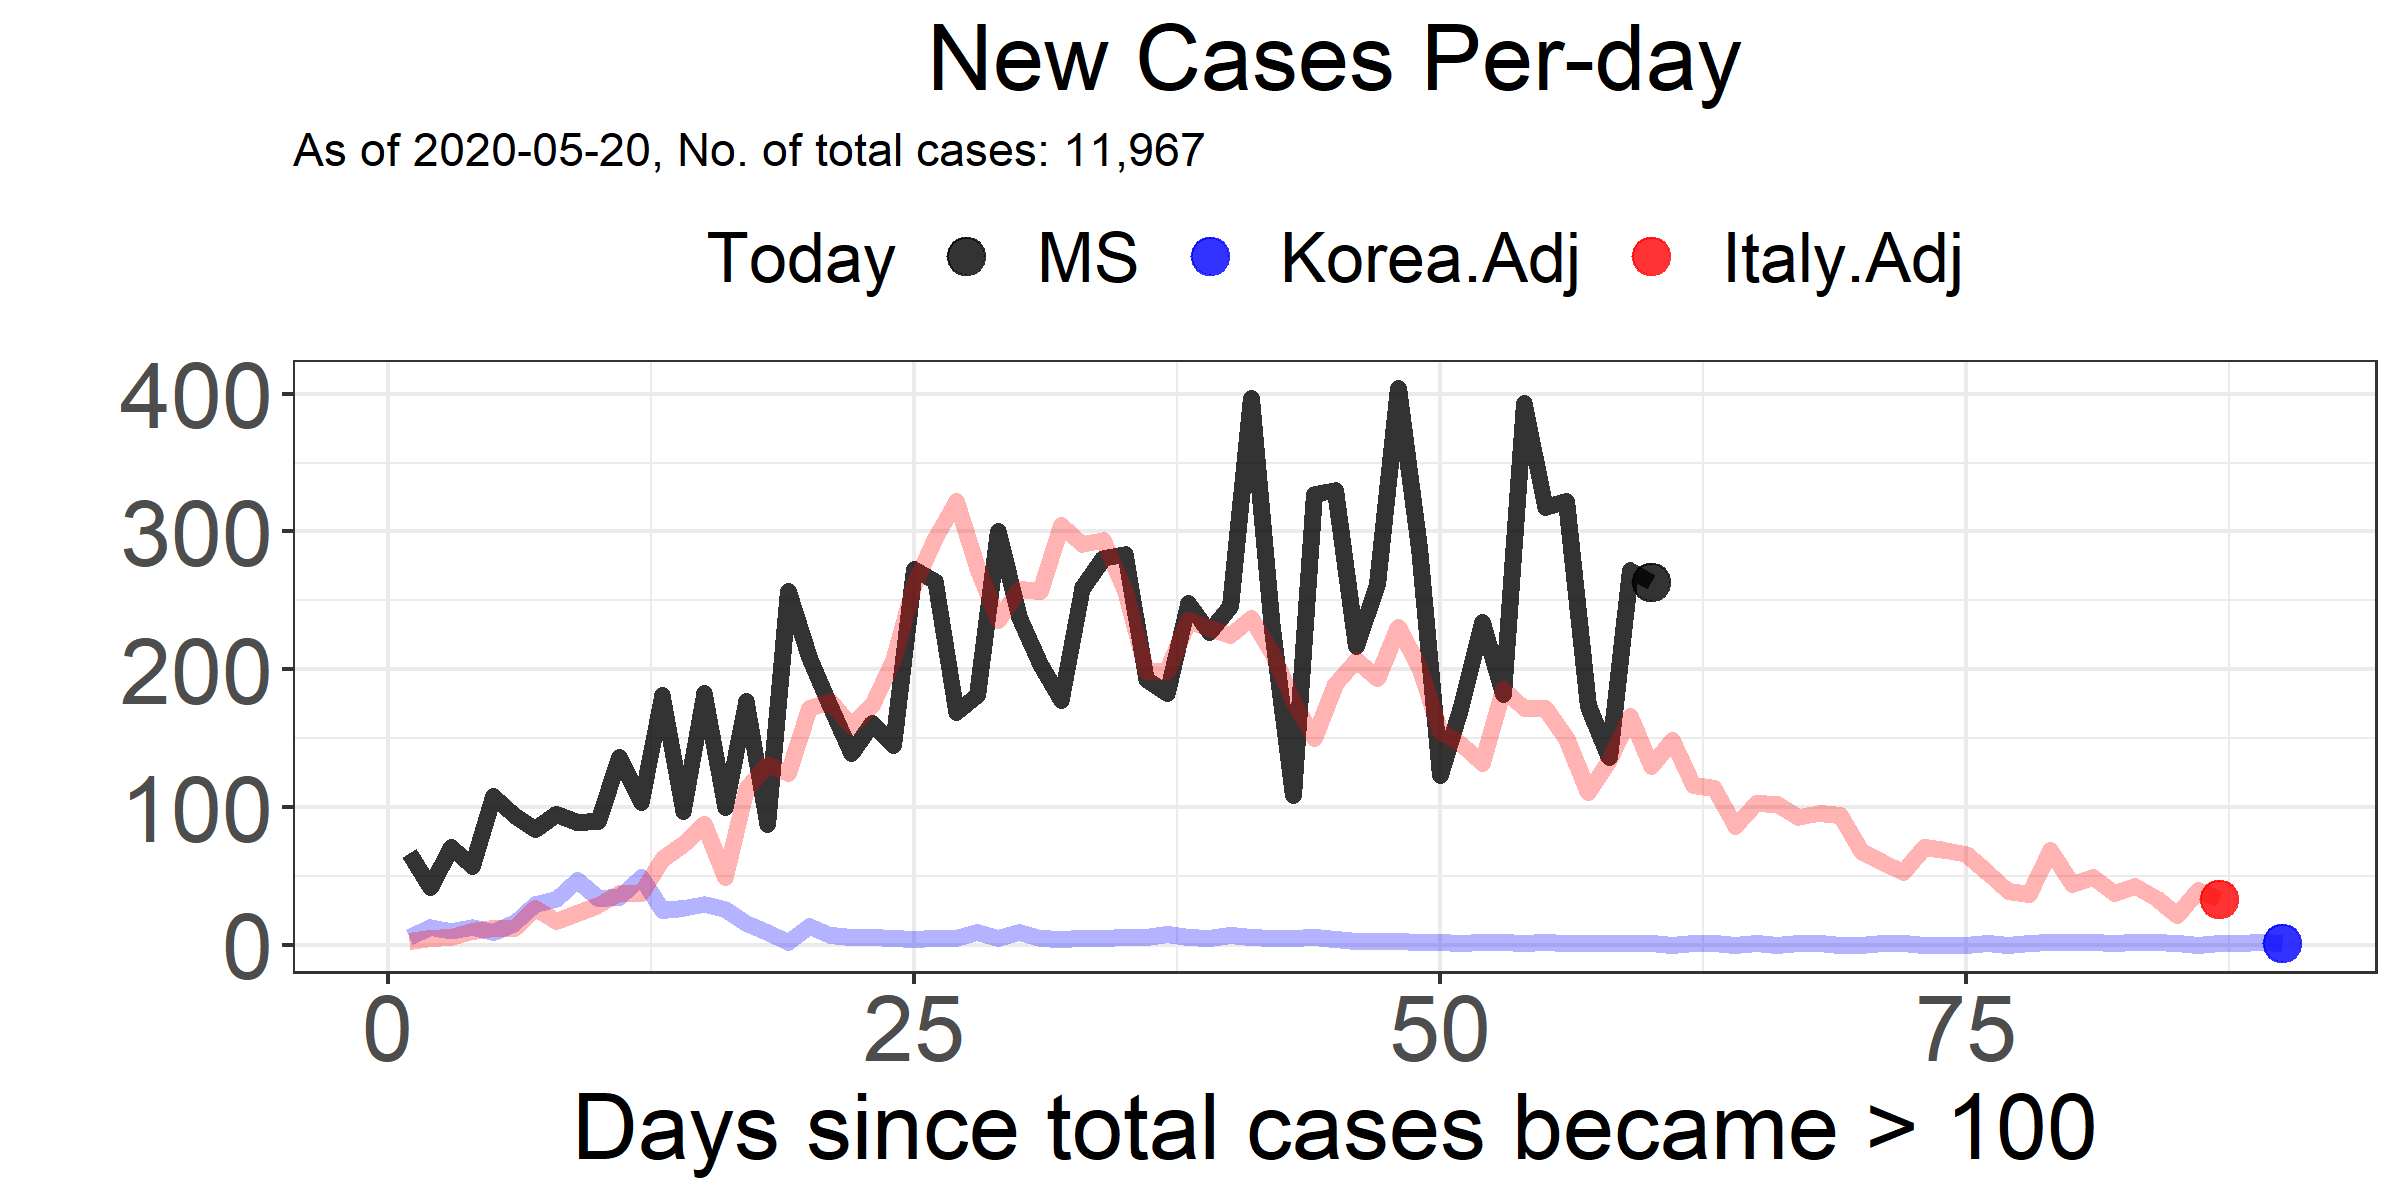 New Cases Per-day
As of 2020-05-20, No. of total cases: 11,967
Today MS Korea.Adj Italy.Adj
400
300
200
100
0
0 25 50 75
Days since total cases became > 100